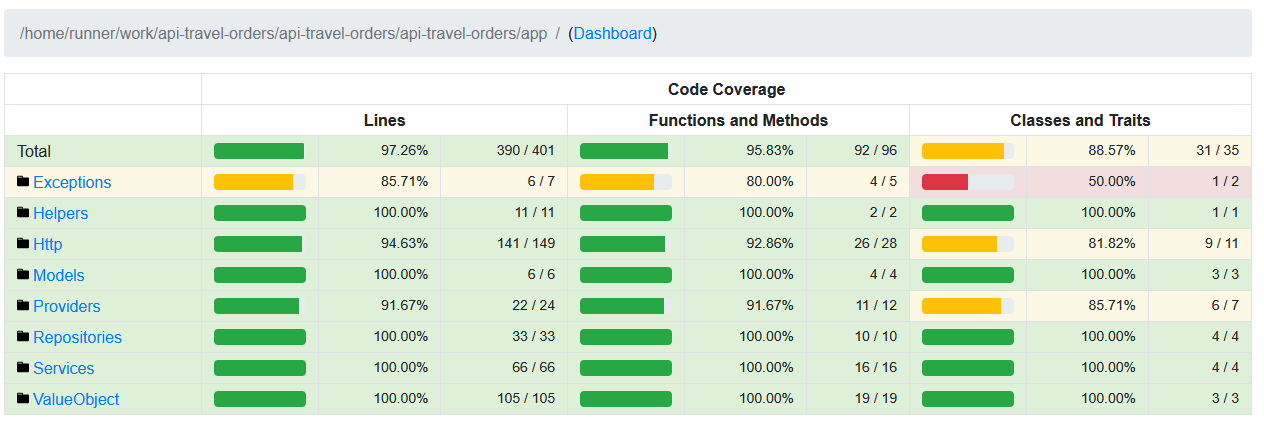 /home/runner/work/api-travel-orders/api-travel-orders/api-travel-orders/app / (Dashboard)
Code Coverage
Lines Functions and Methods Classes and Traits
Total 97.26% 390 / 401 95.83% 92 / 96 88.57% 31 / 35
Exceptions 85.71% 6 / 7 80.00% 4 / 5 50.00% 1 / 2
Helpers 100.00% 11 / 11 100.00% 2 / 2 100.00% 1 / 1
Http 94.63% 141 / 149 92.86% 26 / 28 81.82% 9 / 11
Models 100.00% 6 / 6 100.00% 4 / 4 100.00% 3 / 3
Providers 91.67% 22 / 24 91.67% 11 / 12 85.71% 6 / 7
Repositories 100.00% 33 / 33 100.00% 10 / 10 100.00% 4 / 4
Services 100.00% 66 / 66 100.00% 16 / 16 100.00% 4 / 4
ValueObject 100.00% 105 / 105 100.00% 19 / 19 100.00% 3 / 3